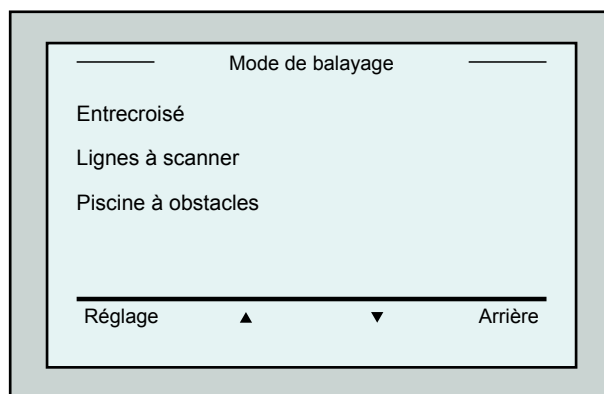 Mode de balayage
Entrecroisé
Lignes à scanner
Piscine à obstacles
Réglage ▲ ▼ Arrière